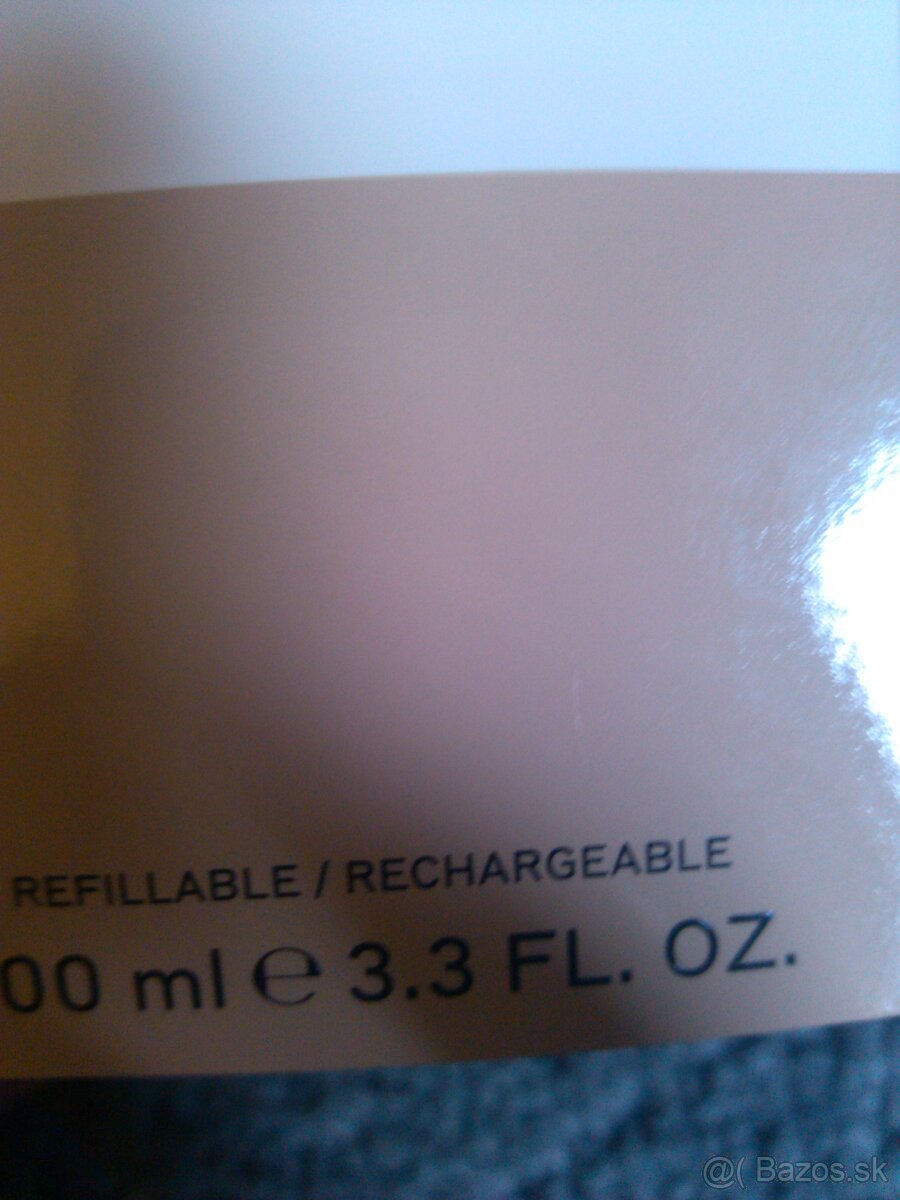 REFILLABLE / RECHARGEABLE
00 ml ℮ 3.3 FL. OZ.
@( Bazos.sk